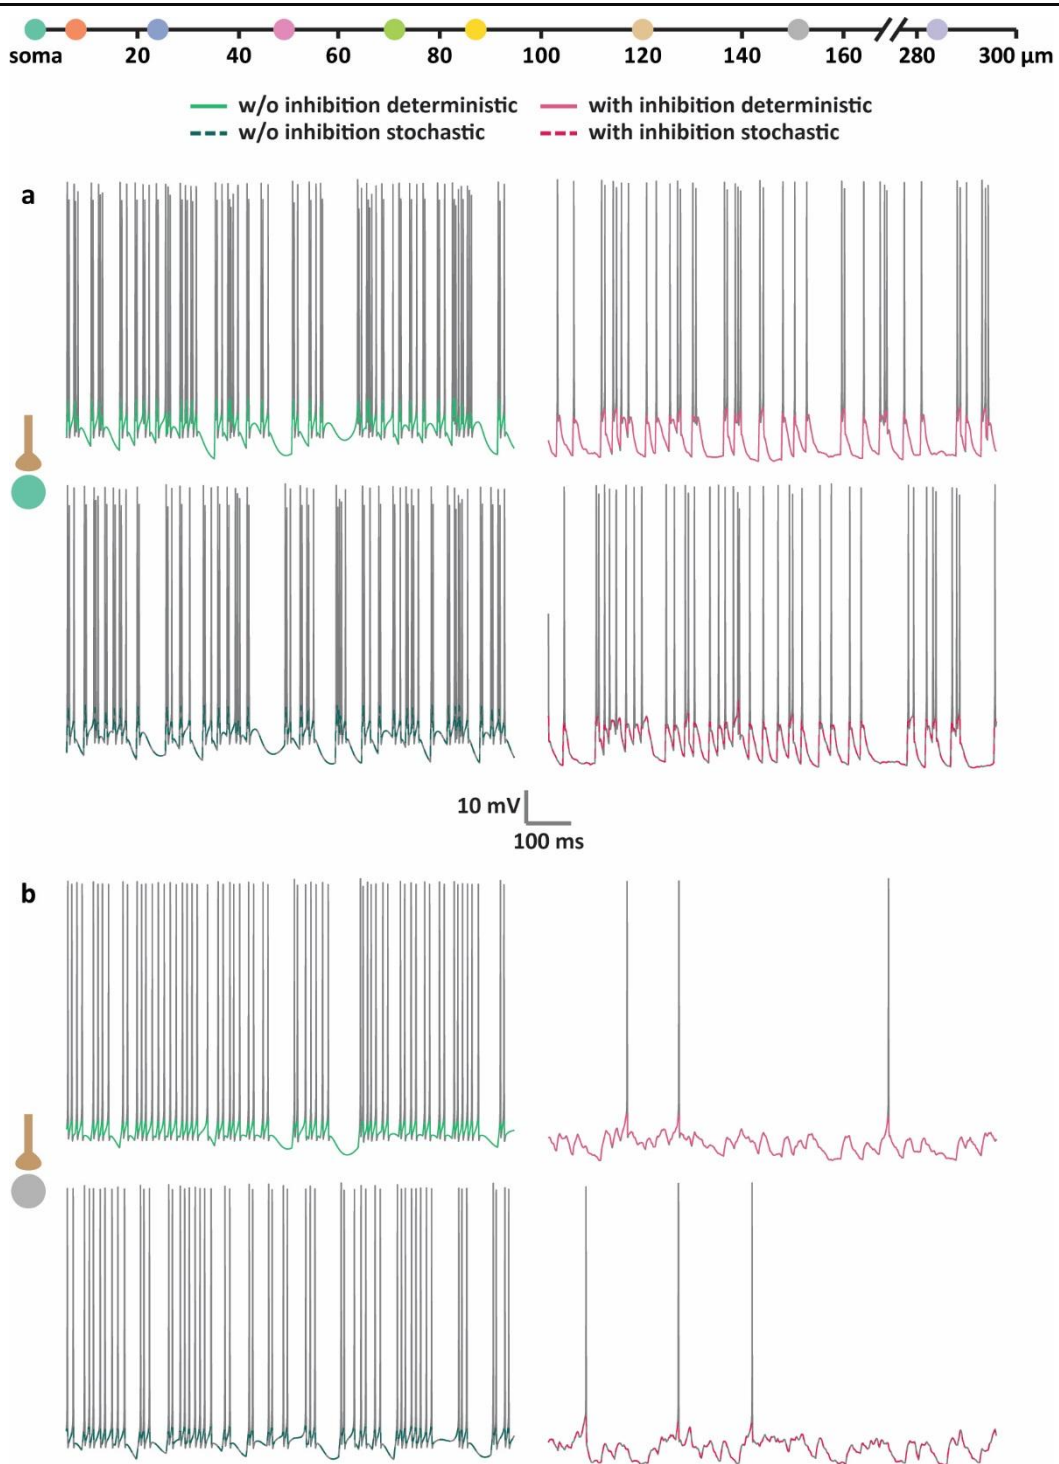 soma 20 40 60 80 100 120 140 160 280 300 µm
w/o inhibition deterministic with inhibition deterministic
w/o inhibition stochastic with inhibition stochastic
a
10 mV
100 ms
b